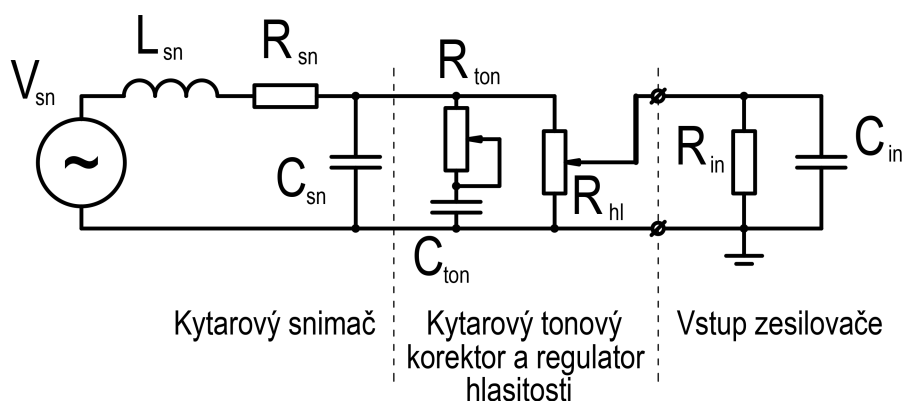 L sn
R sn
V sn
R ton
~
C sn
C ton
R hl
R in
C in
Kytarový snimač
Kytarový tonový
korektor a regulator
hlasitosti
Vstup zesilovače